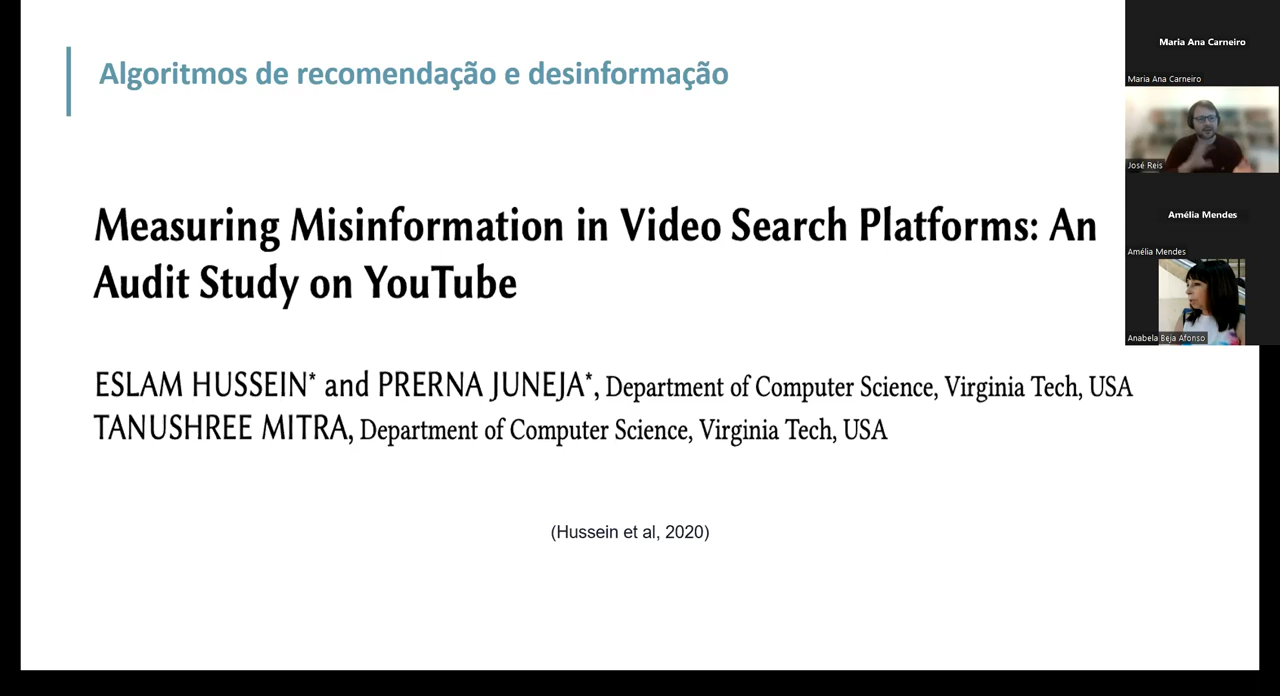 Algoritmos de recomendação e desinformação
Measuring Misinformation in Video Search Platforms: An
Audit Study on YouTube
ESLAM HUSSEIN* and PRERNA JUNEJA*, Department of Computer Science, Virginia Tech, USA
TANUSHREE MITRA, Department of Computer Science, Virginia Tech, USA
(Hussein et al, 2020)
Maria Ana Carneiro
Maria Ana Carneiro
José Reis
Amélia Mendes
Amélia Mendes
Anabela Beja Afonso